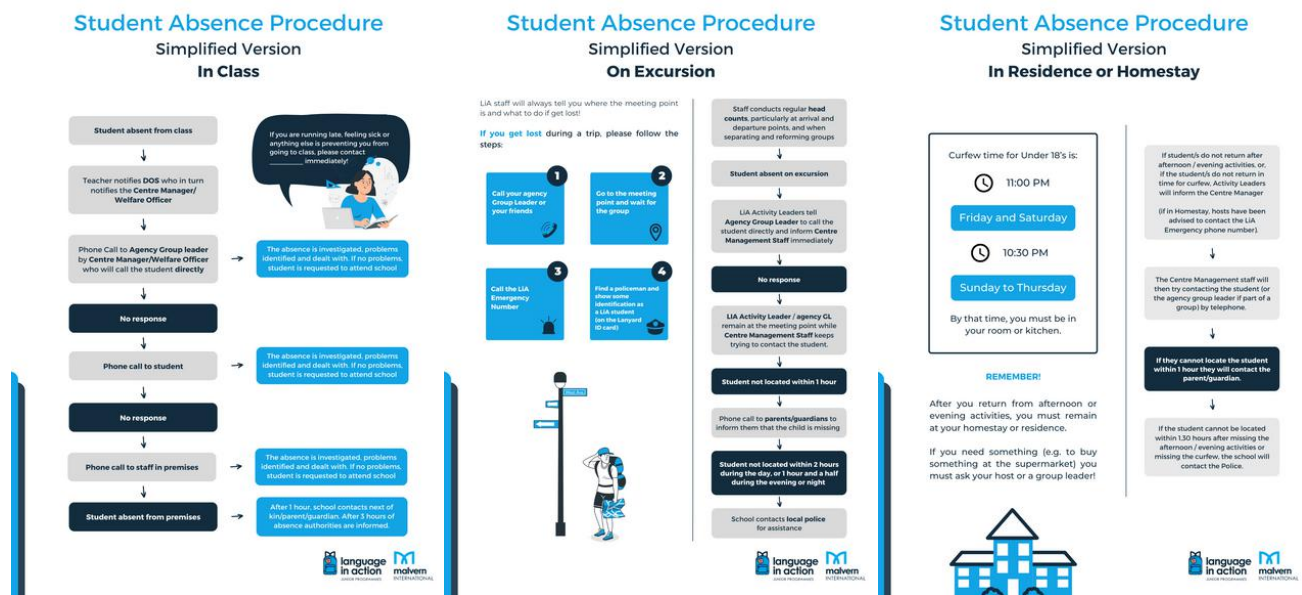 Student Absence Procedure
Simplified Version
In Class
Student absent from class
Teacher notifies DOS who in turn
notifies the Centre Manager/
Welfare Officer
Phone Call to Agency Group leader
by Centre Manager/Welfare Officer
who will call the student directly
No response
Phone call to student
No response
Phone call to staff in premises
Student absent from premises
If you are running late, feeling sick or
anything else is preventing you from
going to class, please contact
__________ immediately!
The absence is investigated, problems
identified and dealt with. If no problems,
student is requested to attend school
The absence is investigated, problems
identified and dealt with. If no problems,
student is requested to attend school
The absence is investigated, problems
identified and dealt with. If no problems,
student is requested to attend school
After 1 hour, school contacts next of
kin/parent/guardian. After 3 hours of
absence authorities are informed.
language
in action
JUNIOR PROGRAMMES
malvern
INTERNATIONAL
Student Absence Procedure
Simplified Version
On Excursion
LiA staff will always tell you where the meeting point
is and what to do if get lost!
If you get lost during a trip, please follow the
steps:
1
Call your agency
Group Leader or
your friends
2
Go to the meeting
point and wait for
the group
3
Call the LiA
Emergency
Number
4
Find a policeman and
show some
identification as
a LiA student
(on the Lanyard
ID card)
Staff conducts regular head
counts, particularly at arrival and
departure points, and when
separating and reforming groups
Student absent on excursion
LiA Activity Leaders tell
Agency Group Leader to call the
student directly and inform Centre
Management Staff immediately
No response
LIA Activity Leader / agency GL
remain at the meeting point while
Centre Management Staff keeps
trying to contact the student.
Student not located within 1 hour
Phone call to parents/guardians to
inform them that the child is missing
Student not located within 2 hours
during the day, or 1 hour and a half
during the evening or night
School contacts local police
for assistance
language
in action
JUNIOR PROGRAMMES
malvern
INTERNATIONAL
Student Absence Procedure
Simplified Version
In Residence or Homestay
Curfew time for Under 18's is:
11:00 PM
Friday and Saturday
10:30 PM
Sunday to Thursday
By that time, you must be in
your room or kitchen.
REMEMBER!
After you return from afternoon or
evening activities, you must remain
at your homestay or residence.
If you need something (e.g. to buy
something at the supermarket) you
must ask your host or a group leader!
If student/s do not return after
afternoon / evening activities, or,
if the student/s do not return in
time for curfew, Activity Leaders
will inform the Centre Manager
(if in Homestay, hosts have been
advised to contact the LiA
Emergency phone number).
The Centre Management staff will
then try contacting the student (or
the agency group leader if part of a
group) by telephone.
If they cannot locate the student
within 1 hour they will contact the
parent/guardian.
If the student cannot be located
within 1.30 hours after missing the
afternoon / evening activities or
missing the curfew, the school will
contact the Police.
language
in action
JUNIOR PROGRAMMES
malvern
INTERNATIONAL